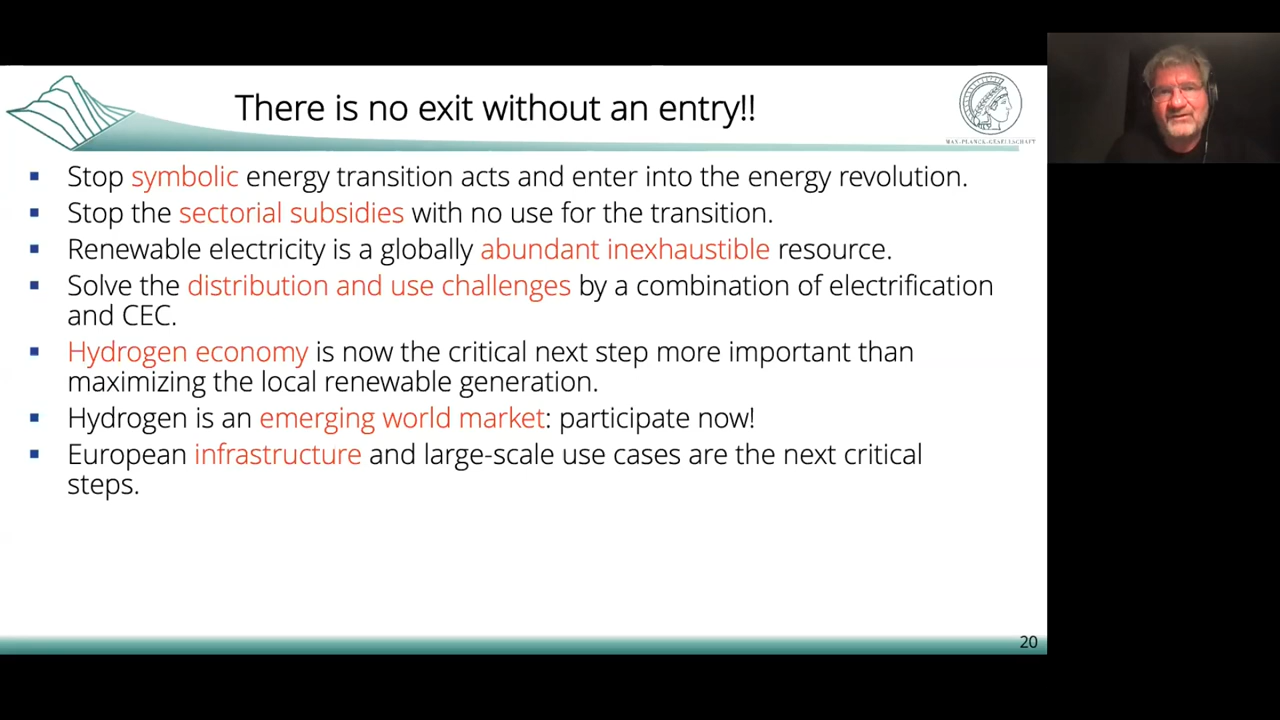 There is no exit without an entry!!
MAX-PLANCK-GESELLSCHAFT
Stop symbolic energy transition acts and enter into the energy revolution.
Stop the sectorial subsidies with no use for the transition.
Renewable electricity is a globally abundant inexhaustible resource.
Solve the distribution and use challenges by a combination of electrification
and CEC.
Hydrogen economy is now the critical next step more important than
maximizing the local renewable generation.
Hydrogen is an emerging world market: participate now!
European infrastructure and large-scale use cases are the next critical
steps.
20